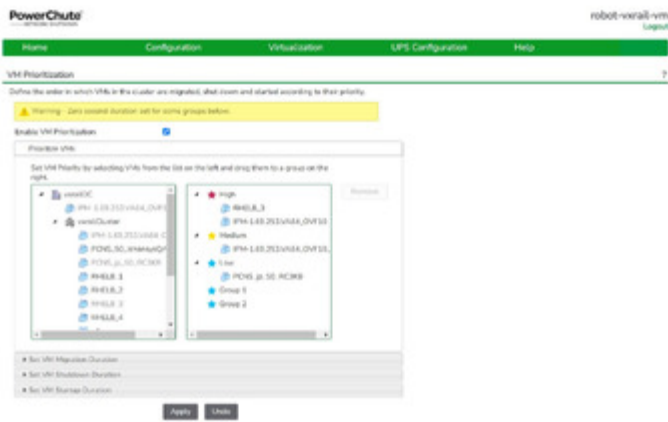 PowerChute
NETWORK SHUTDOWN
robot-vxrail-vm
Logout
Home
Configuration
Virtualization
UPS Configuration
Help
VM Prioritization
?
Define the order in which VMs in the cluster are migrated, shut down and started according to their priority.
Warning - Zero second duration set for some groups below.
Enable VM Prioritization
Prioritize VMs
Set VM Priority by selecting VMs from the list on the left and drag them to a group on the
right.
vxrailDC
vxrailCluster
RHEL8_1
RHEL8_2
RHEL8_3
RHEL8_4
High
RHEL8_3
Medium
Low
Group 1
Group 2
Remove
Set VM Migration Duration
Set VM Shutdown Duration
Set VM Startup Duration
Apply
Undo